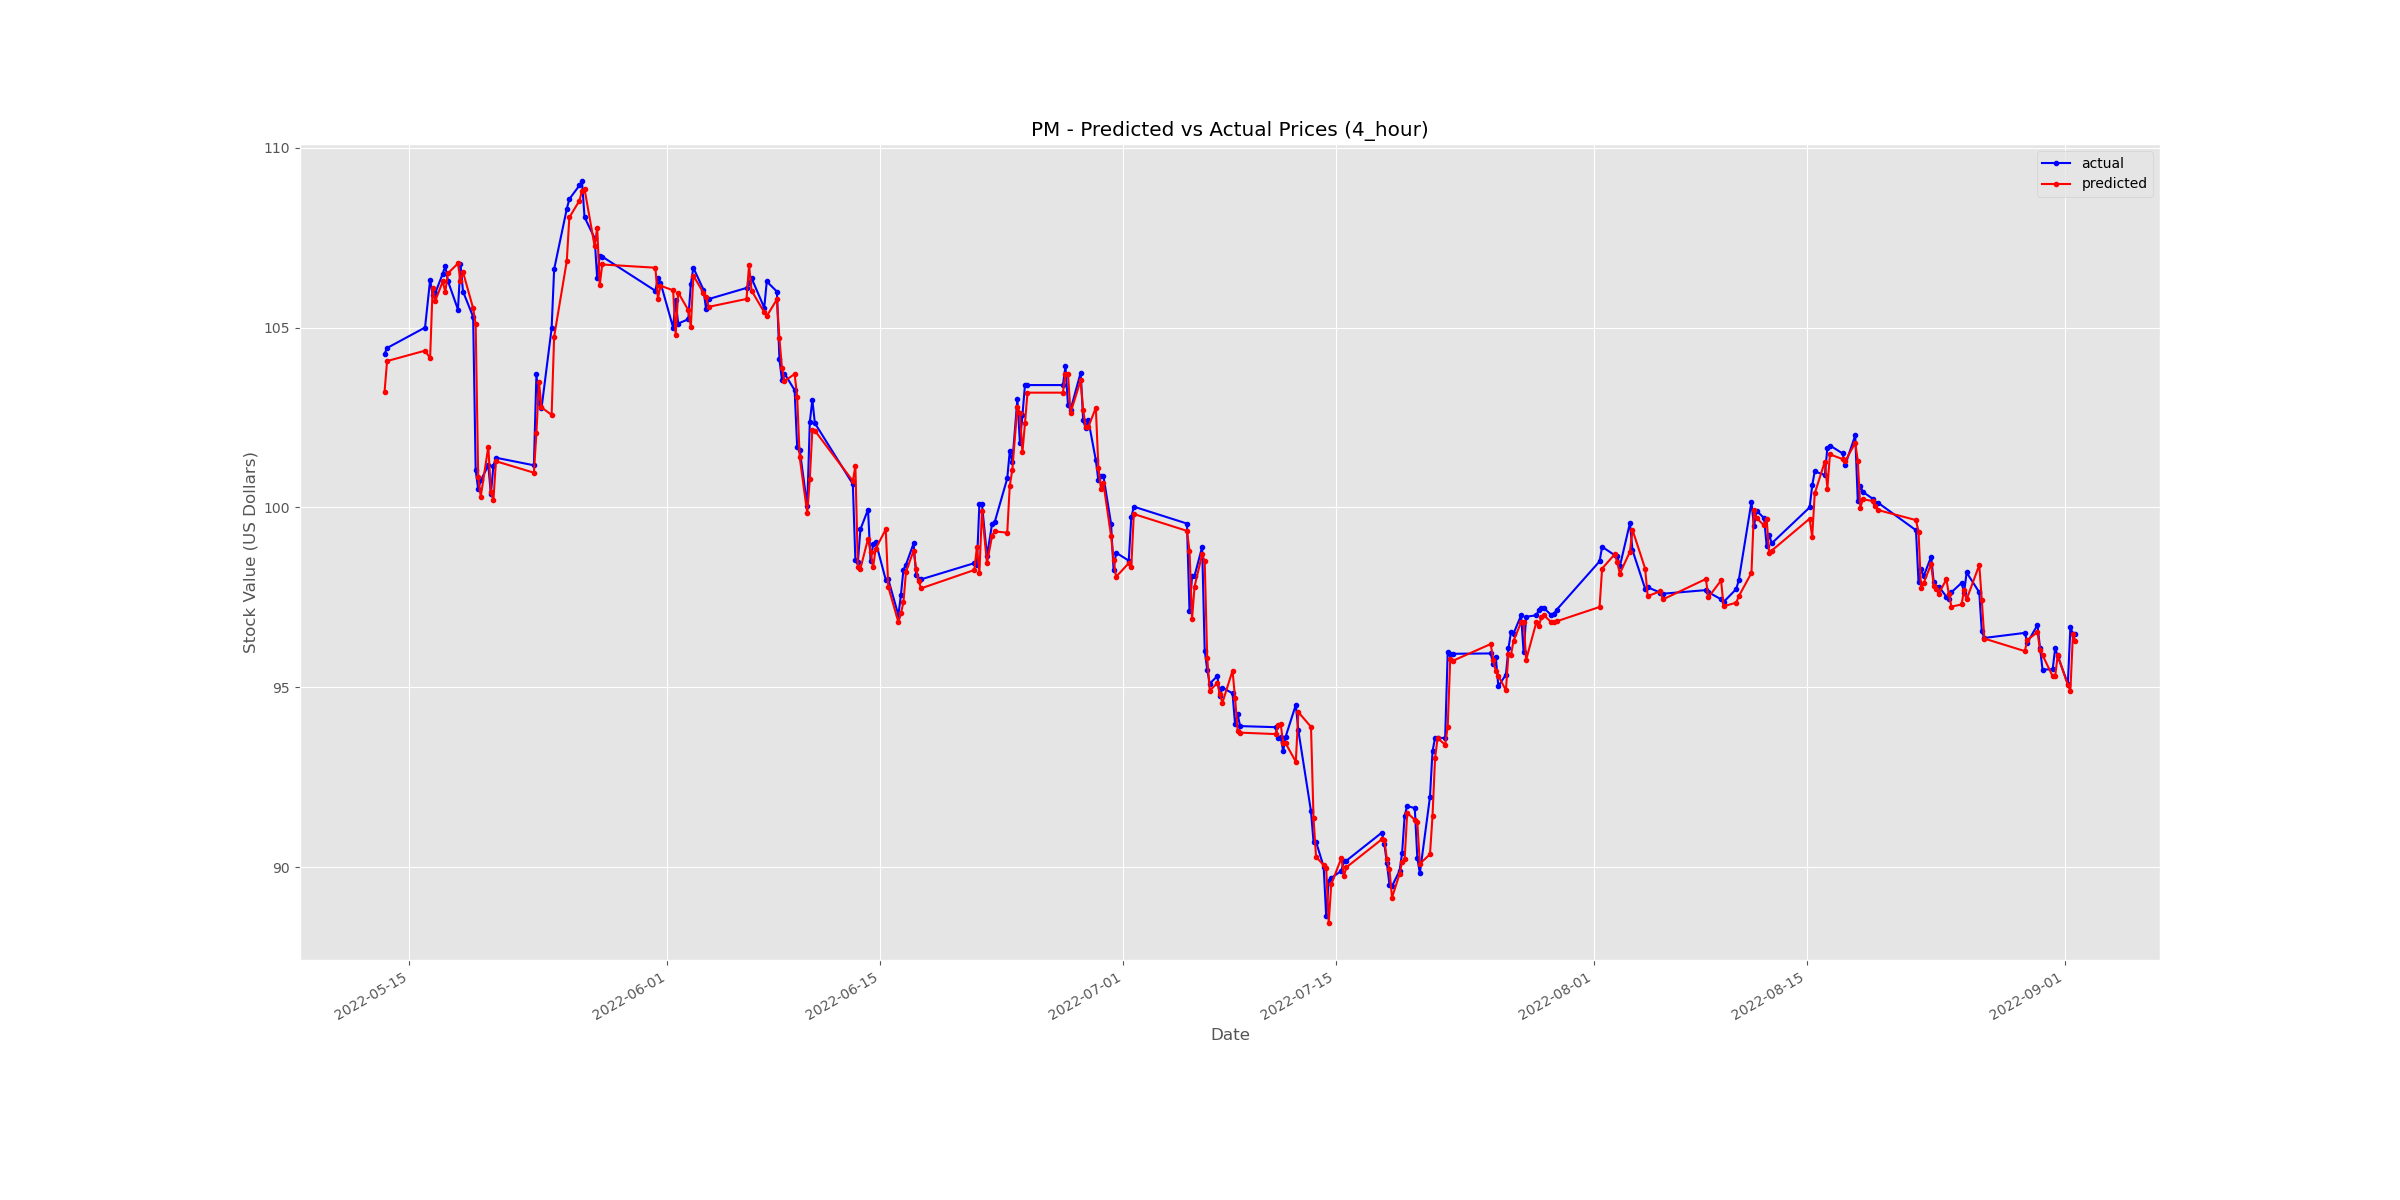 PM - Predicted vs Actual Prices (4_hour)
actual
predicted
110
105
100
95
90
Stock Value (US Dollars)
2022-05-15
2022-06-01
2022-06-15
2022-07-01
2022-07-15
2022-08-01
2022-08-15
2022-09-01
Date